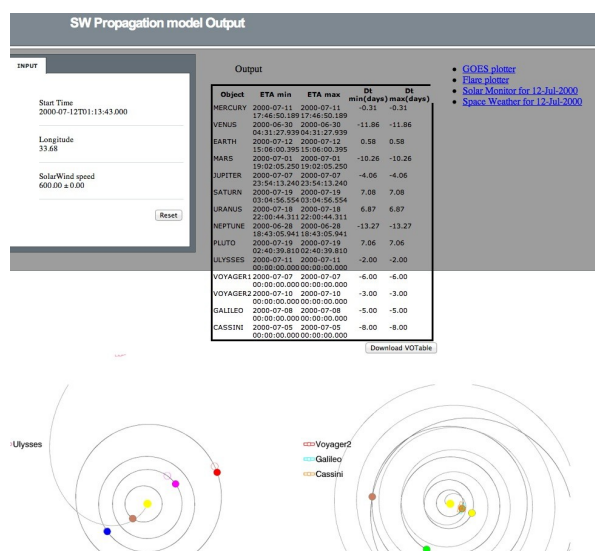 SW Propagation model Output
INPUT
Start Time
2000-07-12T01:13:43.000
Longitude
33.68
SolarWind speed
600.00 ± 0.00
Reset
Output
Object ETA min ETA max Dt min(days) Dt max(days)
MERCURY 2000-07-11 2000-07-11 -0.31 -0.31
17:46:50.189 17:46:50.189
VENUS 2000-06-30 2000-06-30 -11.86 -11.86
04:31:27.939 04:31:27.939
EARTH 2000-07-12 2000-07-12 0.58 0.58
15:06:00.395 15:06:00.395
MARS 2000-07-01 2000-07-01 -10.26 -10.26
19:02:05.250 19:02:05.250
JUPITER 2000-07-07 2000-07-07 -4.06 -4.06
23:54:13.240 23:54:13.240
SATURN 2000-07-19 2000-07-19 7.08 7.08
03:04:56.554 03:04:56.554
URANUS 2000-07-18 2000-07-18 6.87 6.87
22:00:44.311 22:00:44.311
NEPTUNE 2000-06-28 2000-06-28 -13.27 -13.27
18:43:05.941 18:43:05.941
PLUTO 2000-07-19 2000-07-19 7.06 7.06
02:40:39.810 02:40:39.810
ULYSSES 2000-07-11 2000-07-11 -2.00 -2.00
00:00:00.000 00:00:00.000
VOYAGER1 2000-07-07 2000-07-07 -6.00 -6.00
00:00:00.000 00:00:00.000
VOYAGER2 2000-07-10 2000-07-10 -3.00 -3.00
00:00:00.000 00:00:00.000
GALILEO 2000-07-08 2000-07-08 -5.00 -5.00
00:00:00.000 00:00:00.000
CASSINI 2000-07-05 2000-07-05 -8.00 -8.00
00:00:00.000 00:00:00.000
Download VOTable
GOES plotter
Flare plotter
Solar Monitor for 12-Jul-2000
Space Weather for 12-Jul-2000
Ulysses
Voyager2
Galileo
Cassini